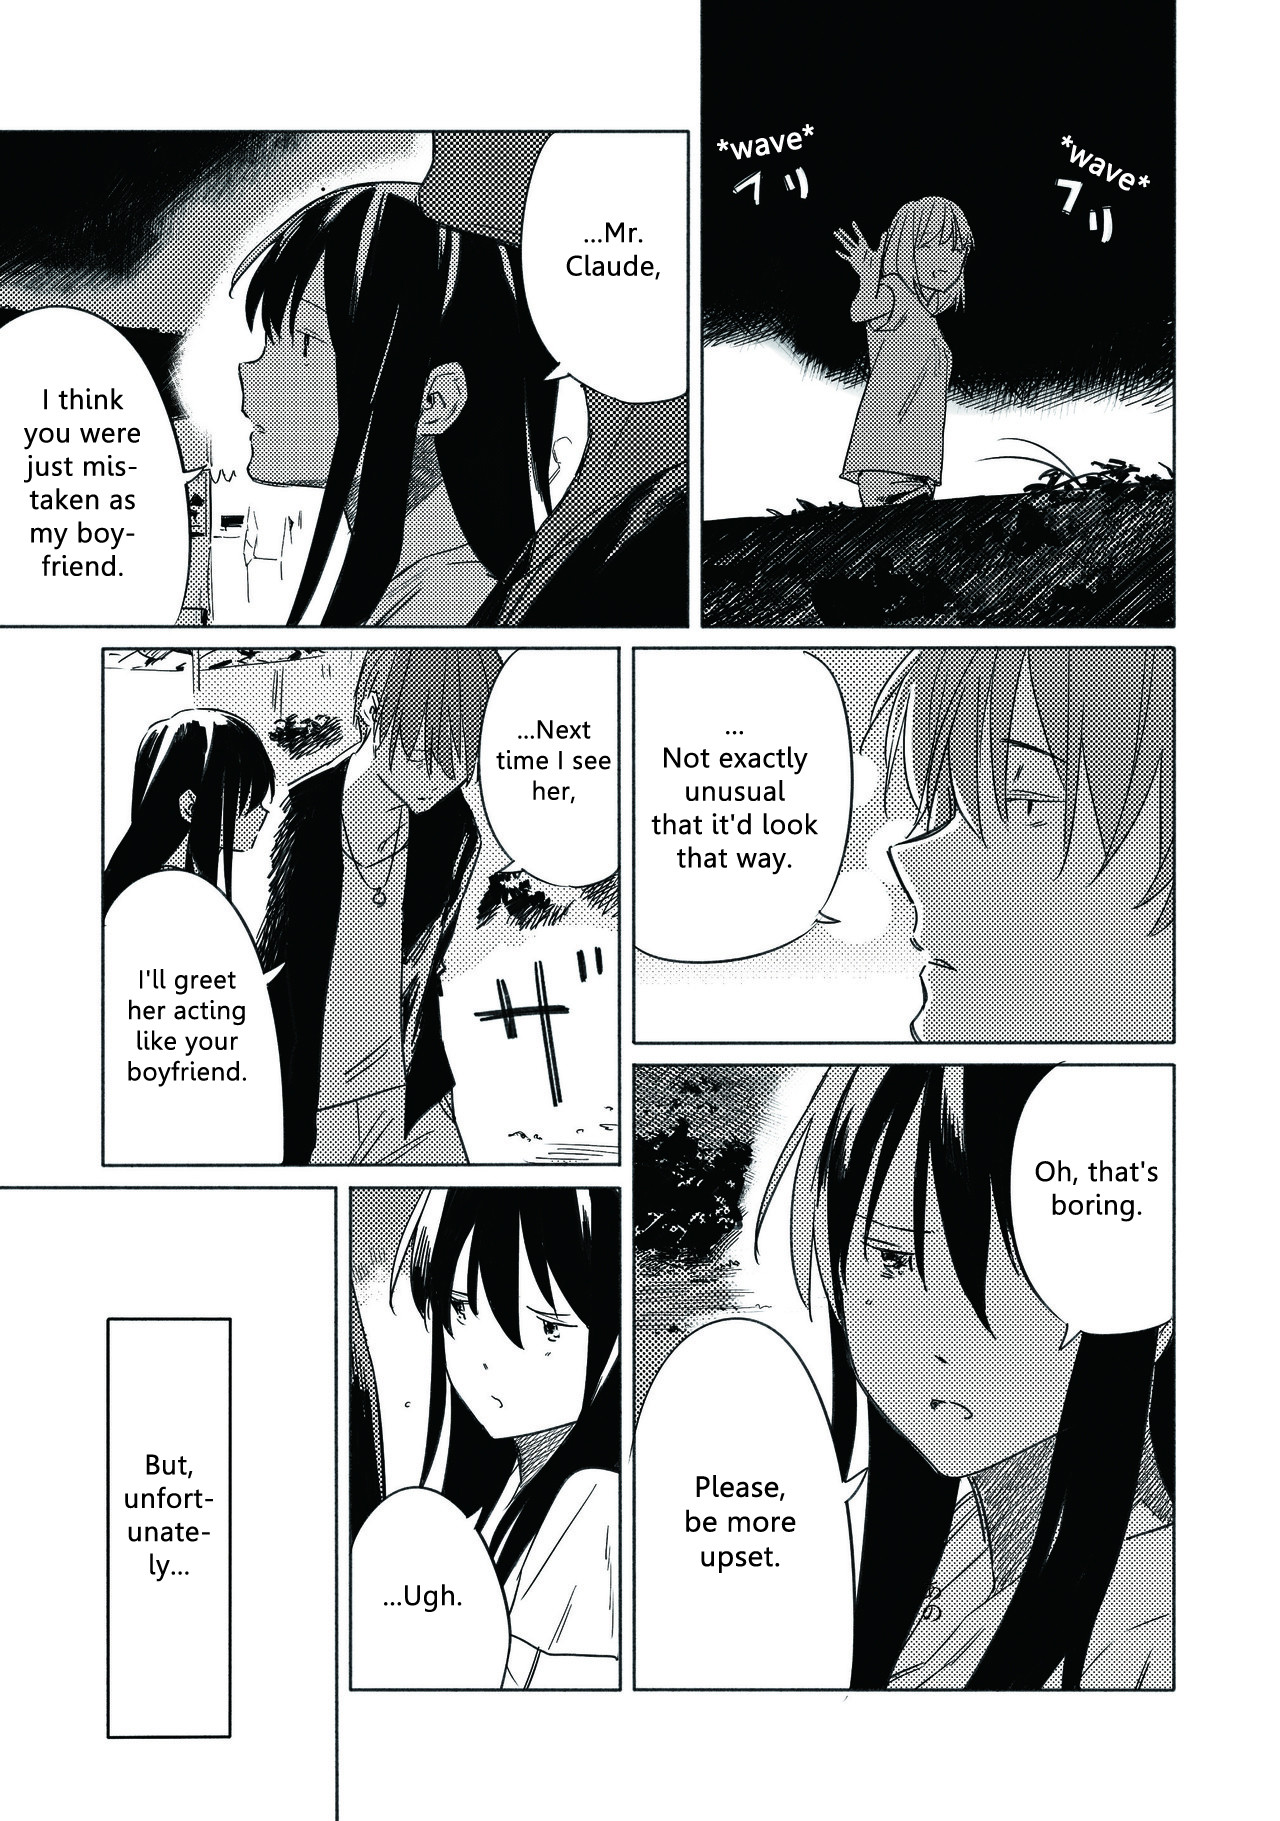 *wave*
フリ
*wave*
フリ
...Mr.
Claude,
I think
you were
just mis-
taken as
my boy-
friend.
...
Not exactly
unusual
that it'd look
that way.
...Next
time I see
her,
I'll greet
her acting
like your
boyfriend.
ザ
Oh, that's
boring.
Please,
be more
upset.
...Ugh.
But,
unfort-
unate-
ly...